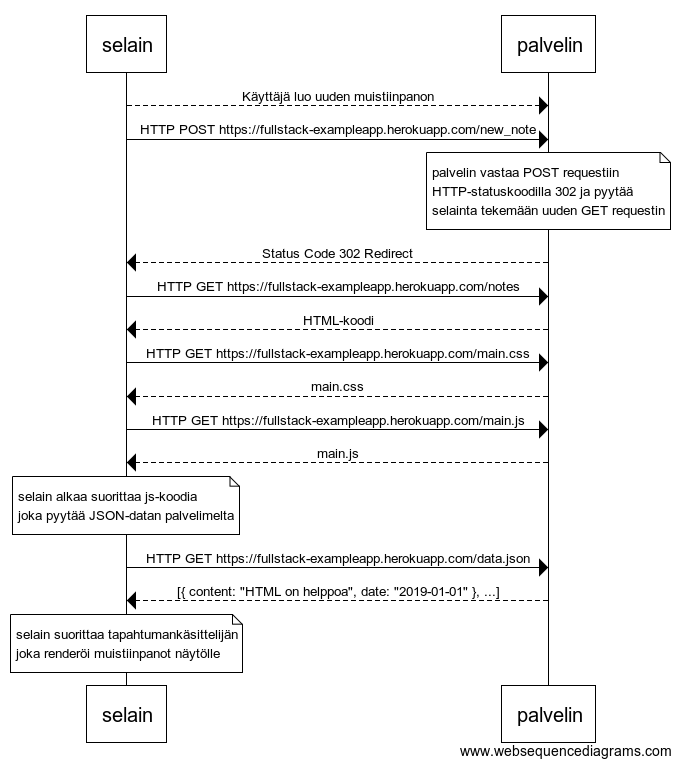 selain
palvelin
Käyttäjä luo uuden muistiinpanon
HTTP POST https://fullstack-exampleapp.herokuapp.com/new_note
palvelin vastaa POST requestiin
HTTP-statuskoodilla 302 ja pyytää
selainta tekemään uuden GET requestin
Status Code 302 Redirect
HTTP GET https://fullstack-exampleapp.herokuapp.com/notes
HTML-koodi
HTTP GET https://fullstack-exampleapp.herokuapp.com/main.css
main.css
HTTP GET https://fullstack-exampleapp.herokuapp.com/main.js
main.js
selain alkaa suorittaa js-koodia
joka pyytää JSON-datan palvelimelta
HTTP GET https://fullstack-exampleapp.herokuapp.com/data.json
[{ content: "HTML on helppoa", date: "2019-01-01" }, ...]
selain suorittaa tapahtumankäsittelijän
joka renderöi muistiinpanot näytölle
selain
palvelin
www.websequencediagrams.com